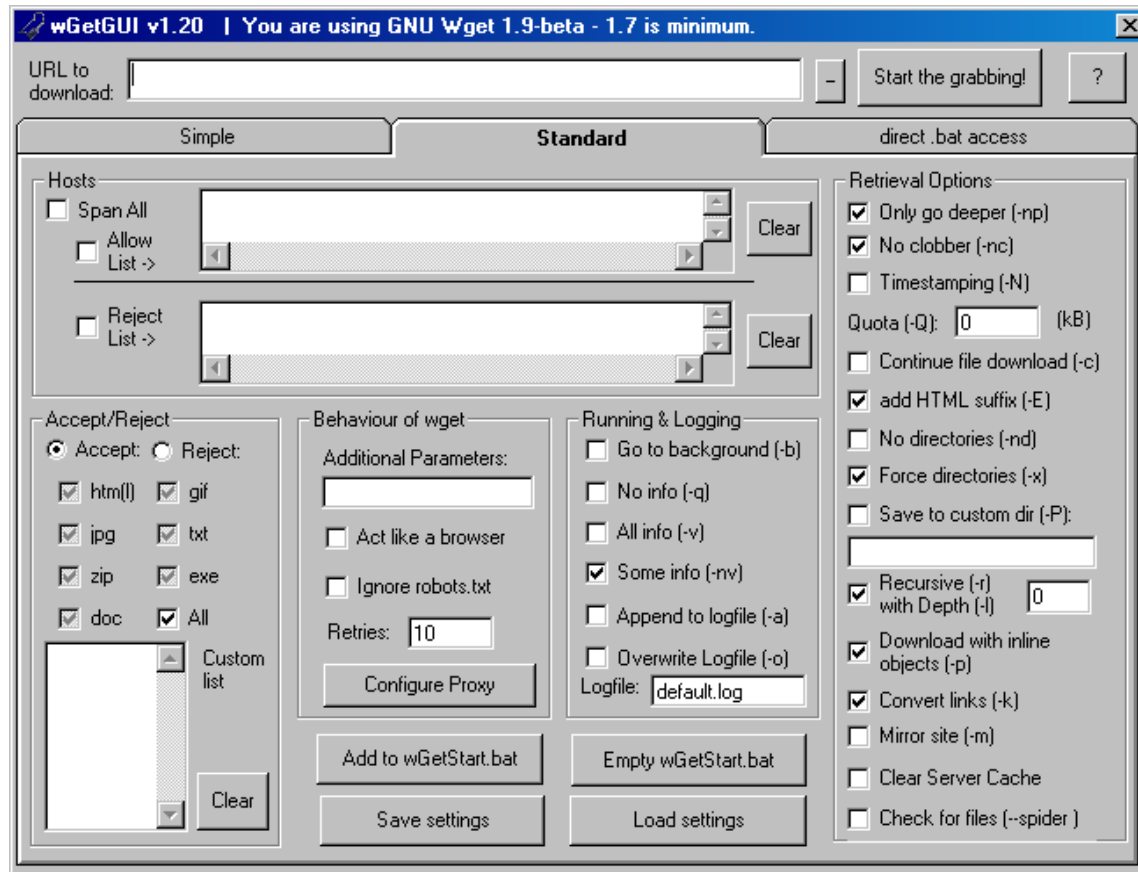 wGetGUI v1.20 | You are using GNU Wget 1.9-beta - 1.7 is minimum.
URL to
download:
-
Start the grabbing!
?
Simple
Standard
direct .bat access
Hosts
Span All
Allow
List ->
Clear
Reject
List ->
Clear
Accept/Reject
Accept: Reject:
htm(l) gif
jpg txt
zip exe
doc All
Custom
list
Clear
Behaviour of wget
Additional Parameters:
Act like a browser
Ignore robots.txt
Retries: 10
Configure Proxy
Running & Logging
Go to background (-b)
No info (-q)
All info (-v)
Some info (-nv)
Append to logfile (-a)
Overwrite Logfile (-o)
Logfile: default.log
Add to wGetStart.bat
Empty wGetStart.bat
Save settings
Load settings
Retrieval Options
Only go deeper (-np)
No clobber (-nc)
Timestamping (-N)
Quota (-Q): 0 (kB)
Continue file download (-c)
add HTML suffix (-E)
No directories (-nd)
Force directories (-x)
Save to custom dir (-P):
Recursive (-r)
with Depth (-l) 0
Download with inline
objects (-p)
Convert links (-k)
Mirror site (-m)
Clear Server Cache
Check for files (--spider )